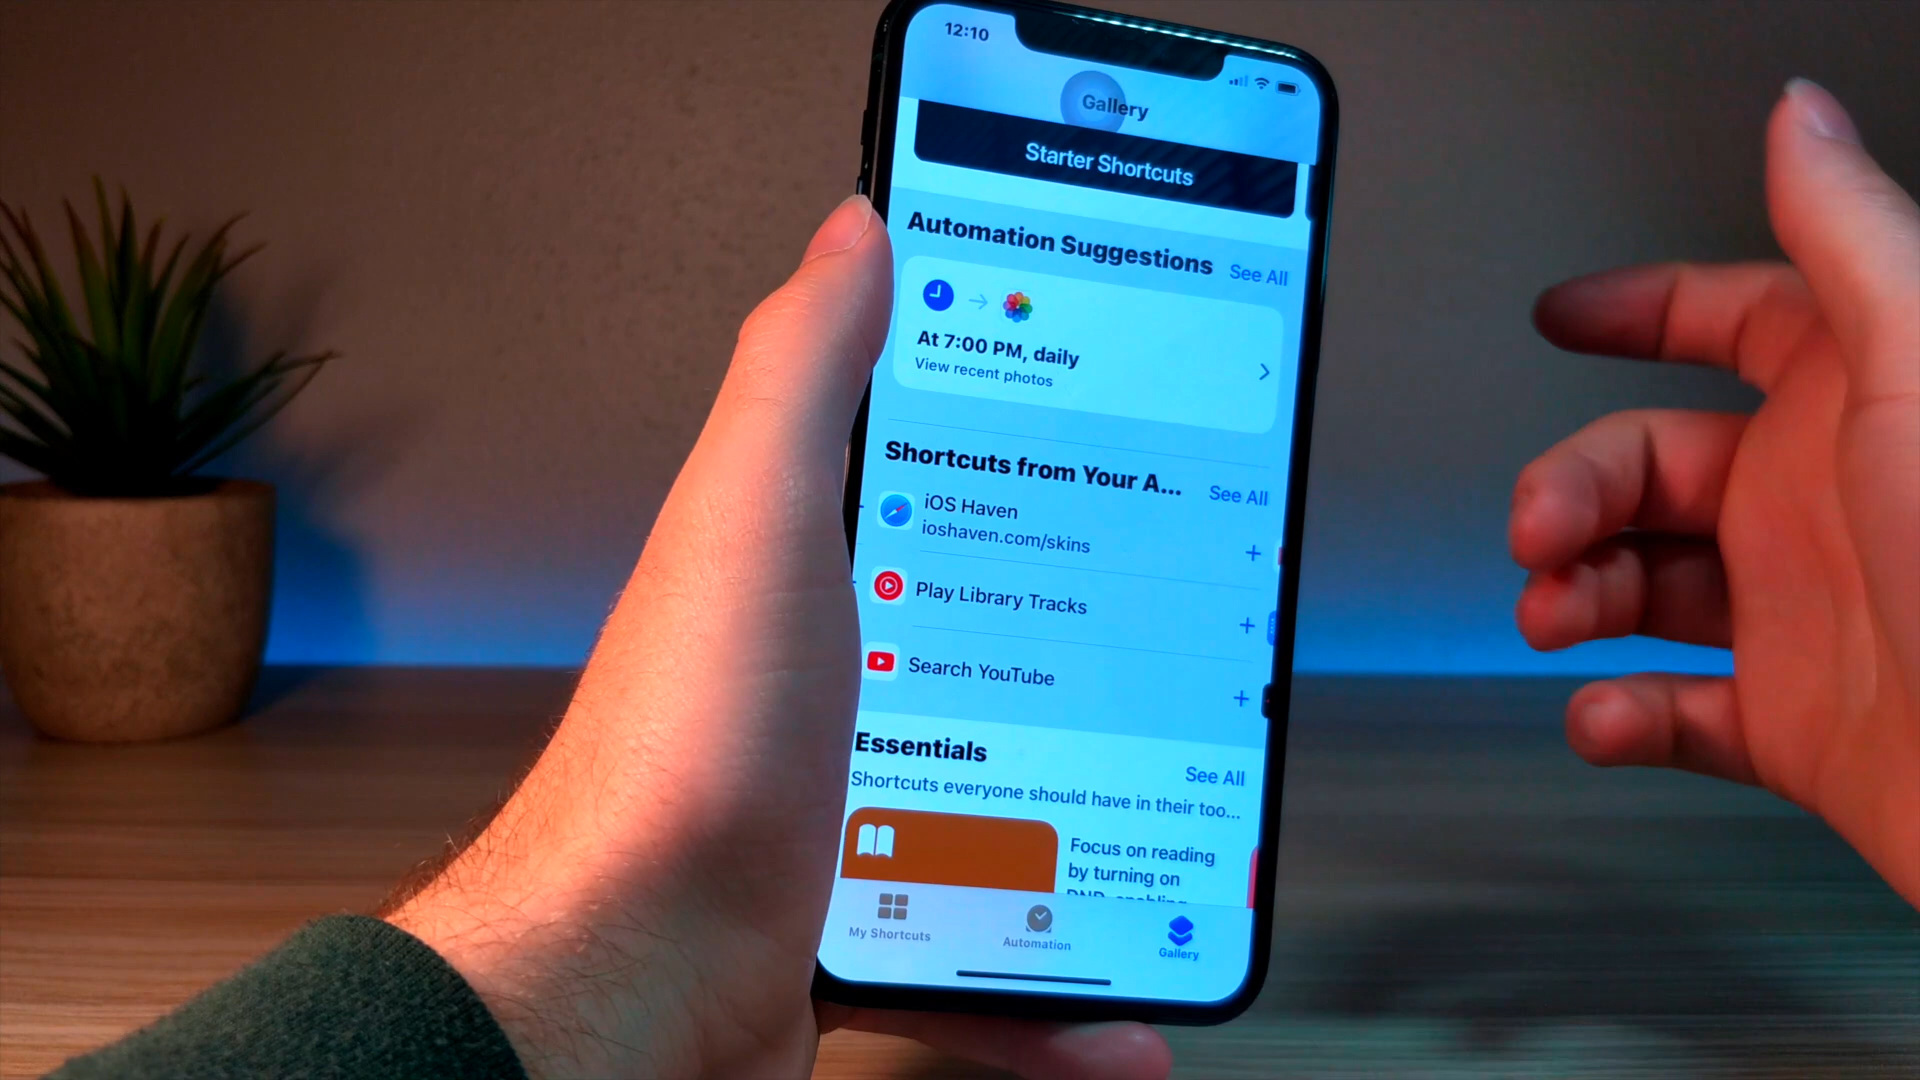 12:10
Gallery
Starter Shortcuts
Automation Suggestions
See All
At 7:00 PM, daily
View recent photos
Shortcuts from Your A...
See All
iOS Haven
ioshaven.com/skins
Play Library Tracks
Search YouTube
Essentials
See All
Shortcuts everyone should have in their too...
Focus on reading
by turning on
DND, enabling
My Shortcuts
Automation
Gallery